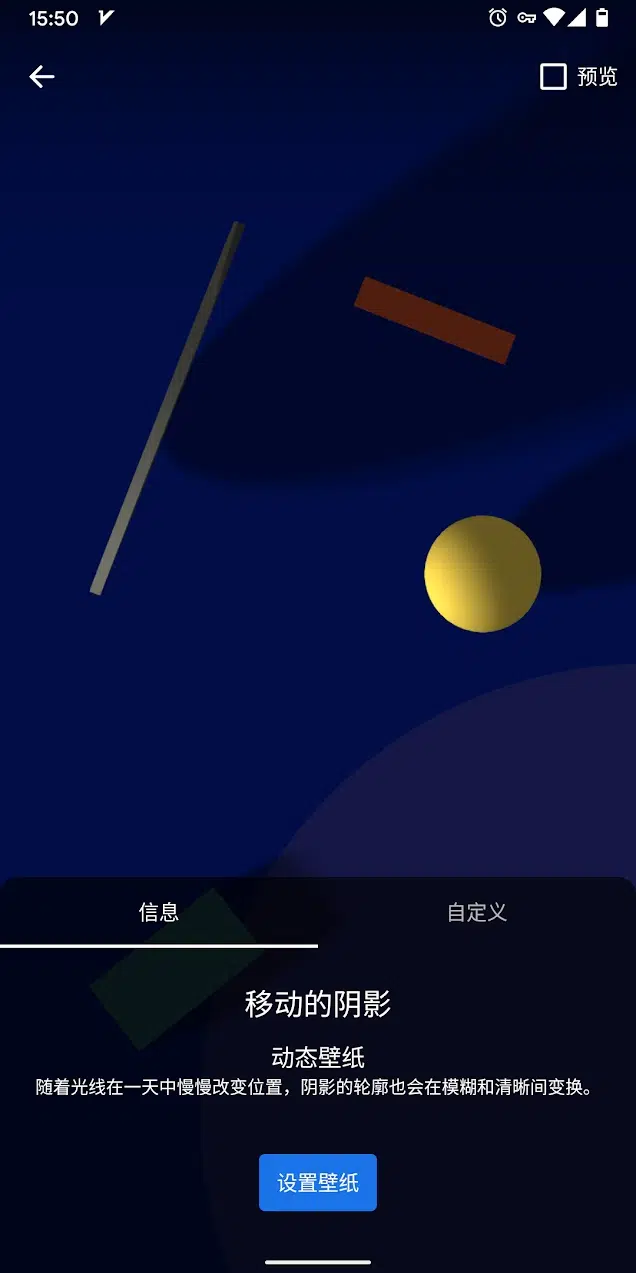 15:50
预览
信息
自定义
移动的阴影
动态壁纸
随着光线在一天中慢慢改变位置，阴影的轮廓也会在模糊和清晰间变换。
设置壁纸